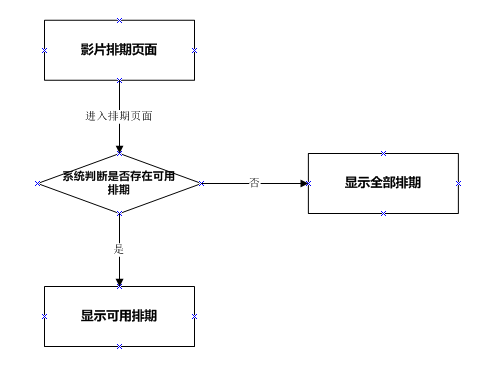 影片排期页面
进入排期页面
系统判断是否存在可用
排期
否
显示全部排期
是
显示可用排期